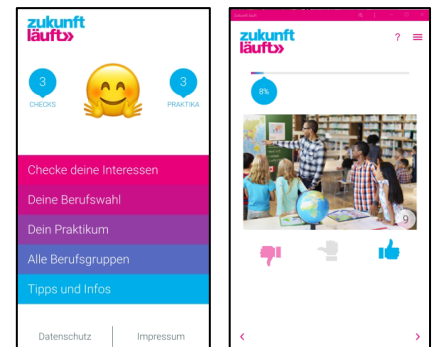 zukunft
läuft»
3
CHECKS
3
PRAKTIKA
Checke deine Interessen
Deine Berufswahl
Dein Praktikum
Alle Berufsgruppen
Tipps und Infos
Datenschutz
Impressum
zukunft
läuft»
?
8%
9